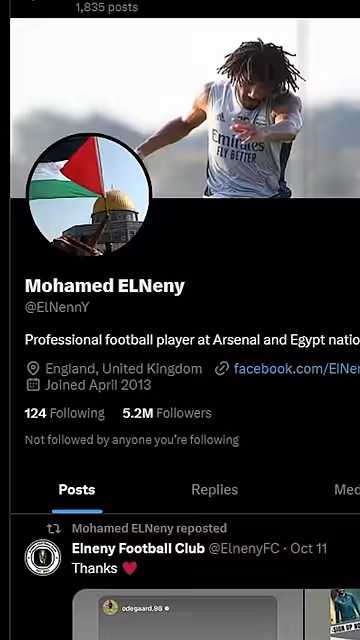 1,835 posts
Emirates
FLY BETTER
Mohamed ELNeny
@ElNennY
Professional football player at Arsenal and Egypt natio
England, United Kingdom facebook.com/ElNe
Joined April 2013
124 Following 5.2M Followers
Not followed by anyone you're following
Posts Replies Med
Mohamed ELNeny reposted
Elneny Football Club @ElnenyFC · Oct 11
Thanks ❤️
odegaard.98
SIGN UP